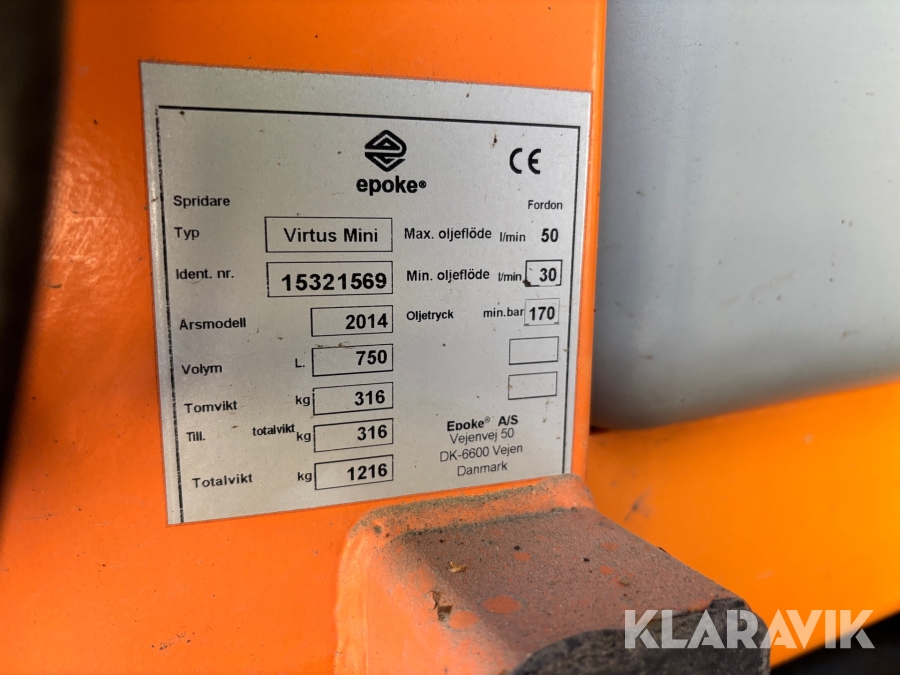 epoke®
CE
Spridare
Fordon
Typ Virtus Mini Max. oljeflöde l/min 50
Ident. nr. 15321569 Min. oljeflöde l/min 30
Årsmodell 2014 Oljetryck min.bar 170
Volym L. 750
Tomvikt kg 316
Till. totalvikt kg 316
Totalvikt kg 1216
Epoke® A/S
Vejenvej 50
DK-6600 Vejen
Danmark
KLARAVIK